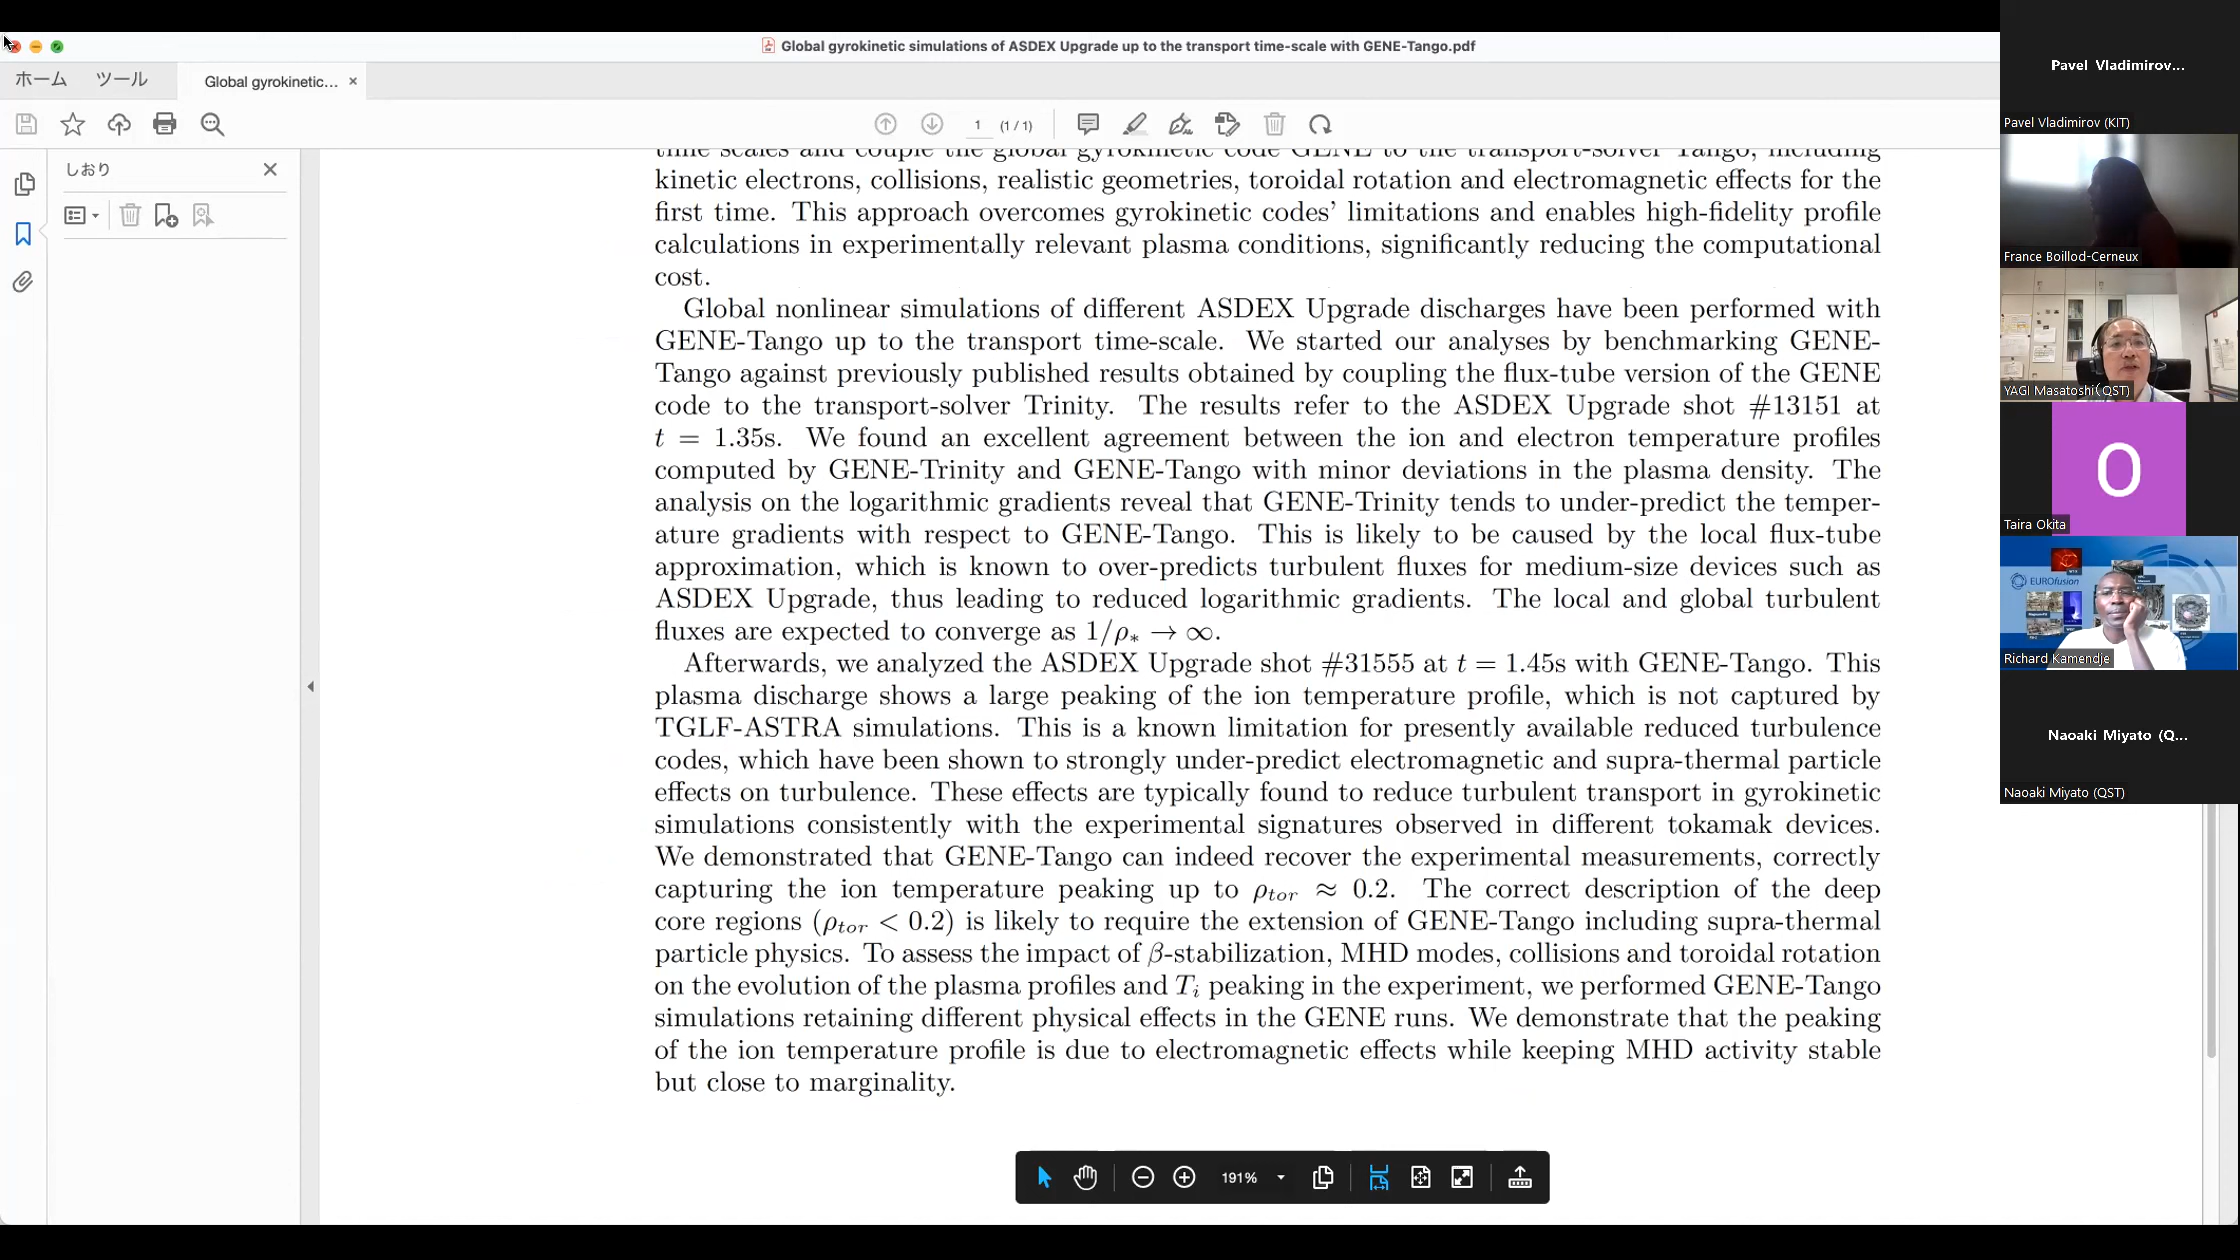 Global gyrokinetic simulations of ASDEX Upgrade up to the transport time-scale with GENE-Tango.pdf
ホーム ツール Global gyrokinetic...
1 (1 / 1)
しおり
time scales and couple the global gyrokinetic code GENE to the transport-solver Tango, including
kinetic electrons, collisions, realistic geometries, toroidal rotation and electromagnetic effects for the
first time. This approach overcomes gyrokinetic codes' limitations and enables high-fidelity profile
calculations in experimentally relevant plasma conditions, significantly reducing the computational
cost.
Global nonlinear simulations of different ASDEX Upgrade discharges have been performed with
GENE-Tango up to the transport time-scale. We started our analyses by benchmarking GENE-
Tango against previously published results obtained by coupling the flux-tube version of the GENE
code to the transport-solver Trinity. The results refer to the ASDEX Upgrade shot #13151 at
t = 1.35s. We found an excellent agreement between the ion and electron temperature profiles
computed by GENE-Trinity and GENE-Tango with minor deviations in the plasma density. The
analysis on the logarithmic gradients reveal that GENE-Trinity tends to under-predict the temper-
ature gradients with respect to GENE-Tango. This is likely to be caused by the local flux-tube
approximation, which is known to over-predicts turbulent fluxes for medium-size devices such as
ASDEX Upgrade, thus leading to reduced logarithmic gradients. The local and global turbulent
fluxes are expected to converge as 1/ρ∗ → ∞.
Afterwards, we analyzed the ASDEX Upgrade shot #31555 at t = 1.45s with GENE-Tango. This
plasma discharge shows a large peaking of the ion temperature profile, which is not captured by
TGLF-ASTRA simulations. This is a known limitation for presently available reduced turbulence
codes, which have been shown to strongly under-predict electromagnetic and supra-thermal particle
effects on turbulence. These effects are typically found to reduce turbulent transport in gyrokinetic
simulations consistently with the experimental signatures observed in different tokamak devices.
We demonstrated that GENE-Tango can indeed recover the experimental measurements, correctly
capturing the ion temperature peaking up to ρtor ≈ 0.2. The correct description of the deep
core regions (ρtor < 0.2) is likely to require the extension of GENE-Tango including supra-thermal
particle physics. To assess the impact of β-stabilization, MHD modes, collisions and toroidal rotation
on the evolution of the plasma profiles and Ti peaking in the experiment, we performed GENE-Tango
simulations retaining different physical effects in the GENE runs. We demonstrate that the peaking
of the ion temperature profile is due to electromagnetic effects while keeping MHD activity stable
but close to marginality.
191%
Pavel Vladimirov...
Pavel Vladimirov (KIT)
France Boillod-Cerneux
YAGI Masatoshi(QST)
O
Taira Okita
EUROfusion
Richard Kamendje
Naoaki Miyato (Q...
Naoaki Miyato (QST)